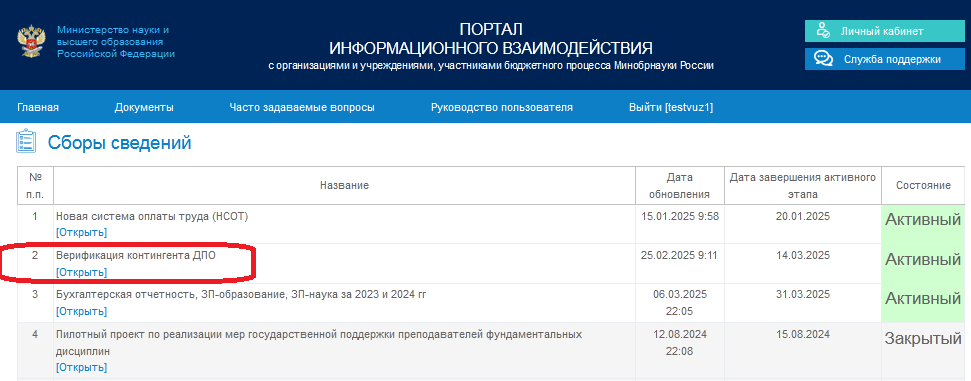 Министерство науки и
высшего образования
Российской Федерации
ПОРТАЛ
ИНФОРМАЦИОННОГО ВЗАИМОДЕЙСТВИЯ
с организациями и учреждениями, участниками бюджетного процесса Минобрнауки России
Личный кабинет
Служба поддержки
Главная Документы Часто задаваемые вопросы Руководство пользователя Выйти [testvuz1]
Сборы сведений
№ п.п. Название Дата обновления Дата завершения активного этапа Состояние
1 Новая система оплаты труда (НСОТ) 15.01.2025 9:58 20.01.2025 Активный
[Открыть]
2 Верификация контингента ДПО 25.02.2025 9:11 14.03.2025 Активный
[Открыть]
3 Бухгалтерская отчетность, ЗП-образование, ЗП-наука за 2023 и 2024 гг 06.03.2025 22:05 31.03.2025 Активный
[Открыть]
4 Пилотный проект по реализации мер государственной поддержки преподавателей фундаментальных дисциплин 12.08.2024 22:08 15.08.2024 Закрытый
[Открыть]